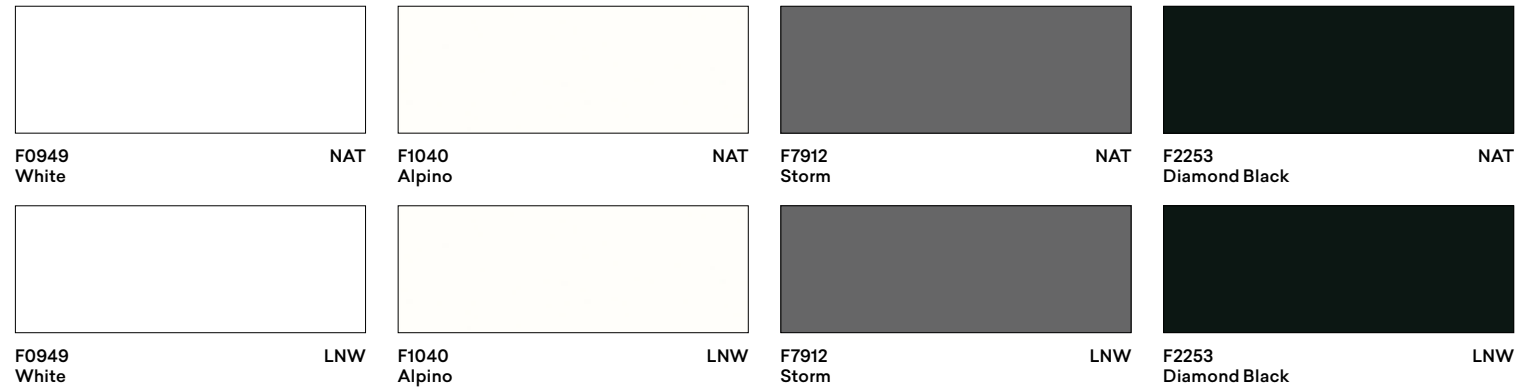 F0949 NAT F1040 NAT F7912 NAT F2253 NAT
White Alpino Storm Diamond Black
F0949 LNW F1040 LNW F7912 LNW F2253 LNW
White Alpino Storm Diamond Black